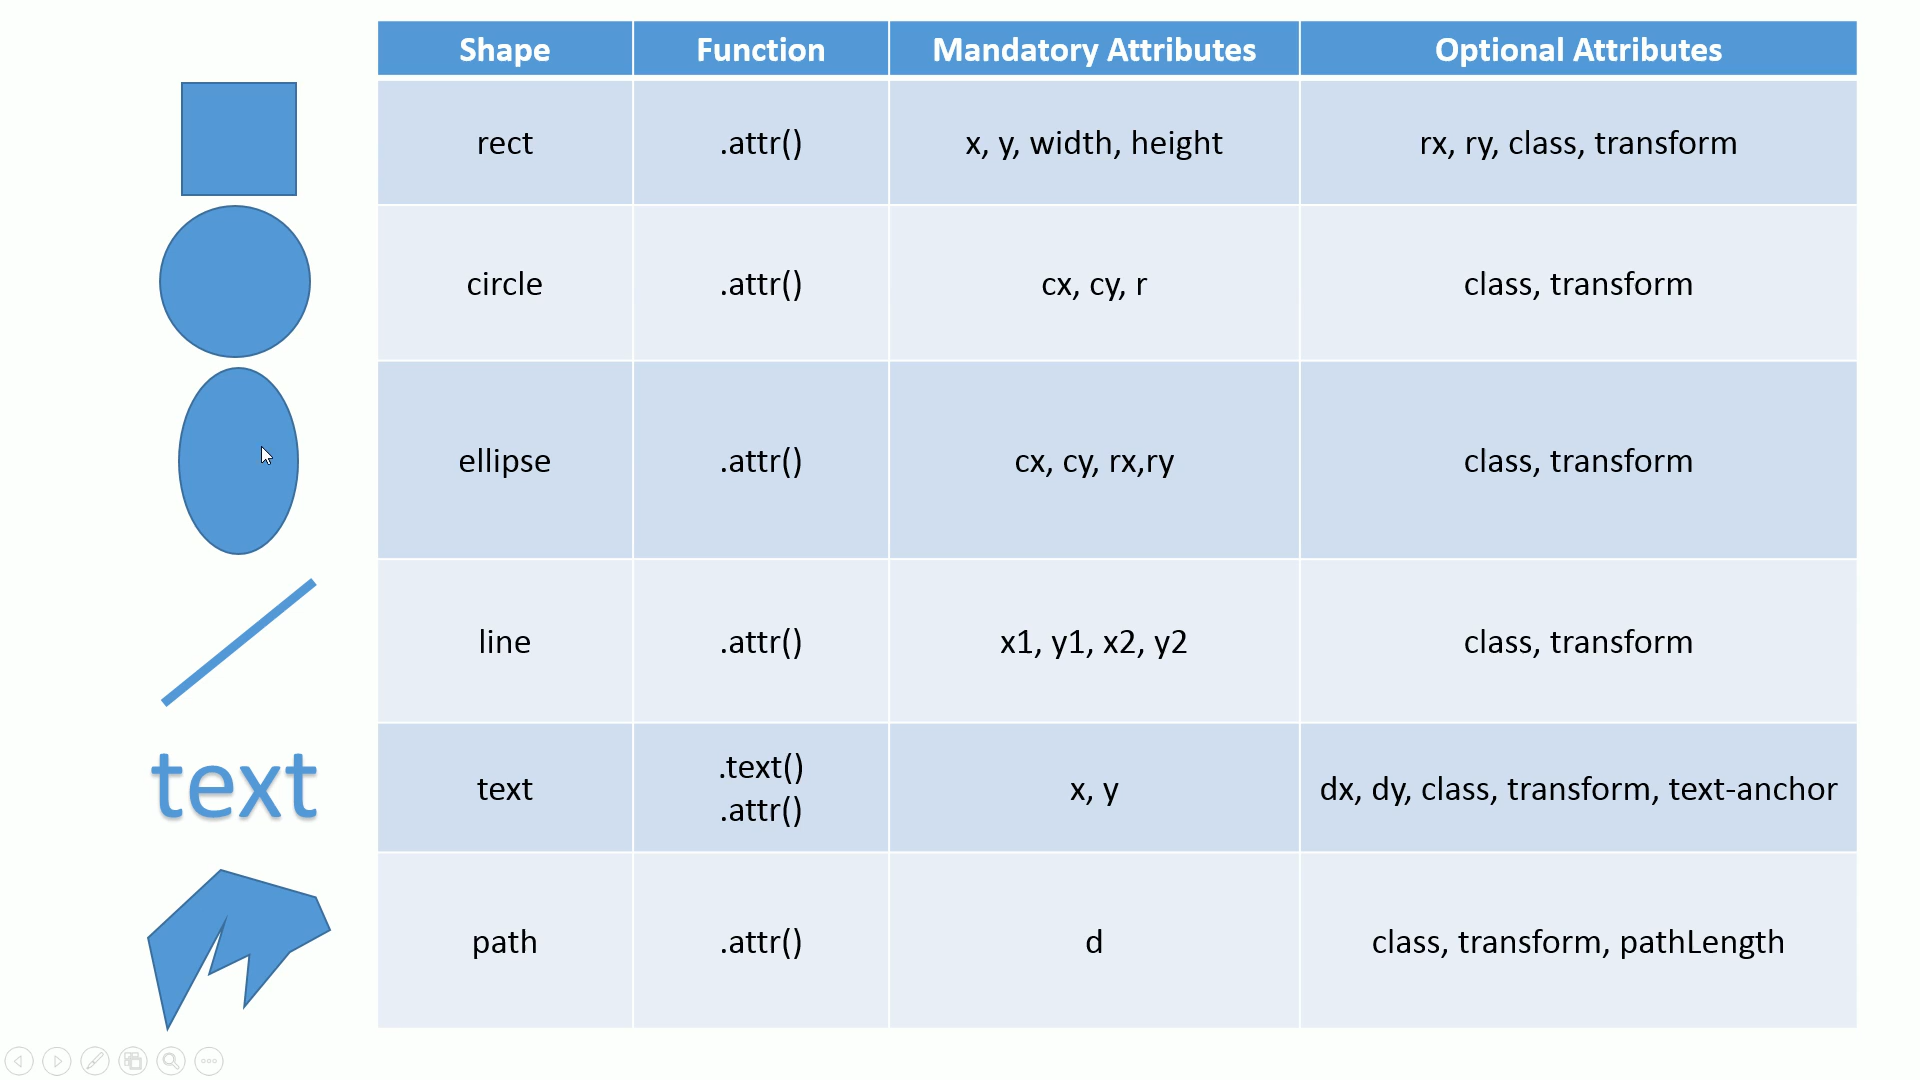 Shape Function Mandatory Attributes Optional Attributes
rect .attr() x, y, width, height rx, ry, class, transform
circle .attr() cx, cy, r class, transform
ellipse .attr() cx, cy, rx,ry class, transform
line .attr() x1, y1, x2, y2 class, transform
text text .text()
.attr() x, y dx, dy, class, transform, text-anchor
path .attr() d class, transform, pathLength